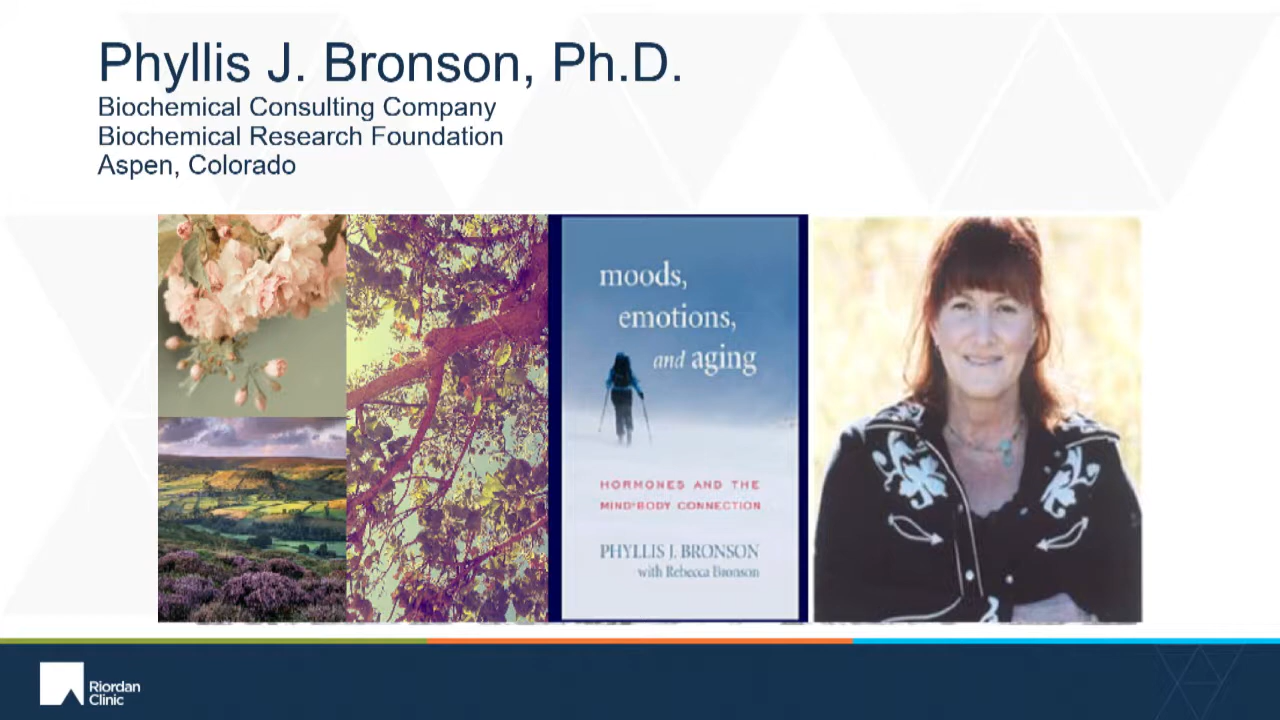 Phyllis J. Bronson, Ph.D.
Biochemical Consulting Company
Biochemical Research Foundation
Aspen, Colorado
moods,
emotions,
and aging
HORMONES AND THE
MIND-BODY CONNECTION
PHYLLIS J. BRONSON
with Rebecca Bronson
Riordan
Clinic